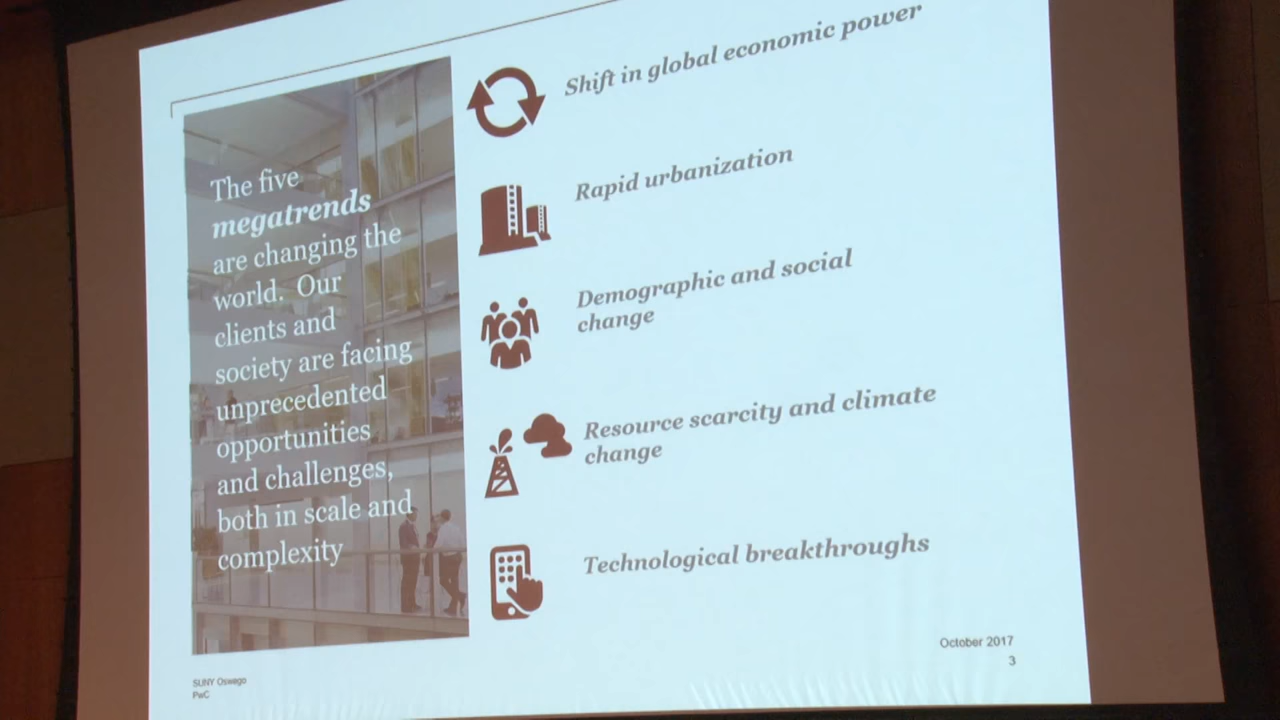 The five
megatrends
are changing the
world. Our
clients and
society are facing
unprecedented
opportunities
and challenges,
both in scale and
complexity
Shift in global economic power
Rapid urbanization
Demographic and social
change
Resource scarcity and climate
change
Technological breakthroughs
SUNY Oswego
PwC
October 2017
3